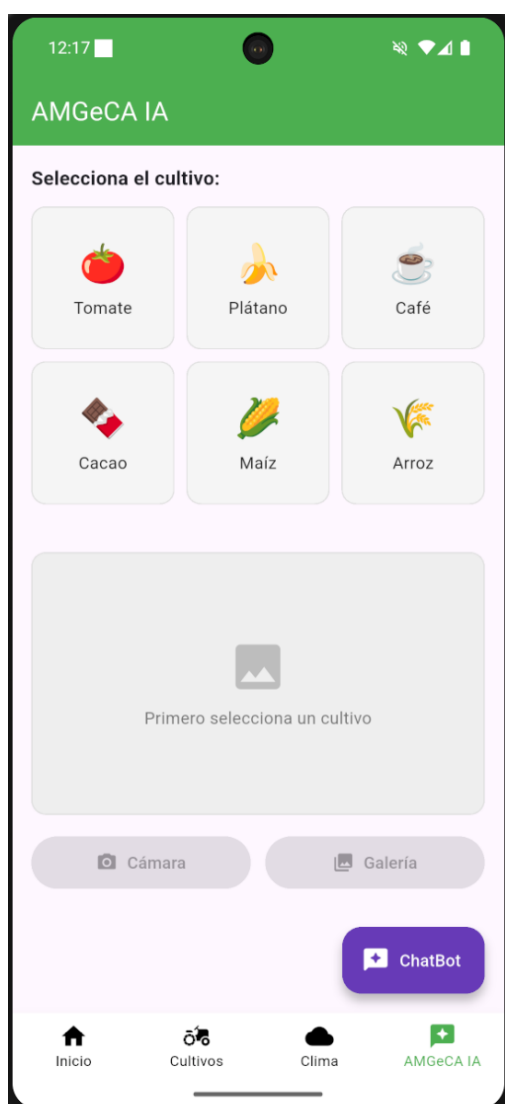 12:17
AMGeCA IA
Selecciona el cultivo:
Tomate
Plátano
Café
Cacao
Maíz
Arroz
Primero selecciona un cultivo
Cámara
Galería
ChatBot
Inicio
Cultivos
Clima
AMGeCA IA